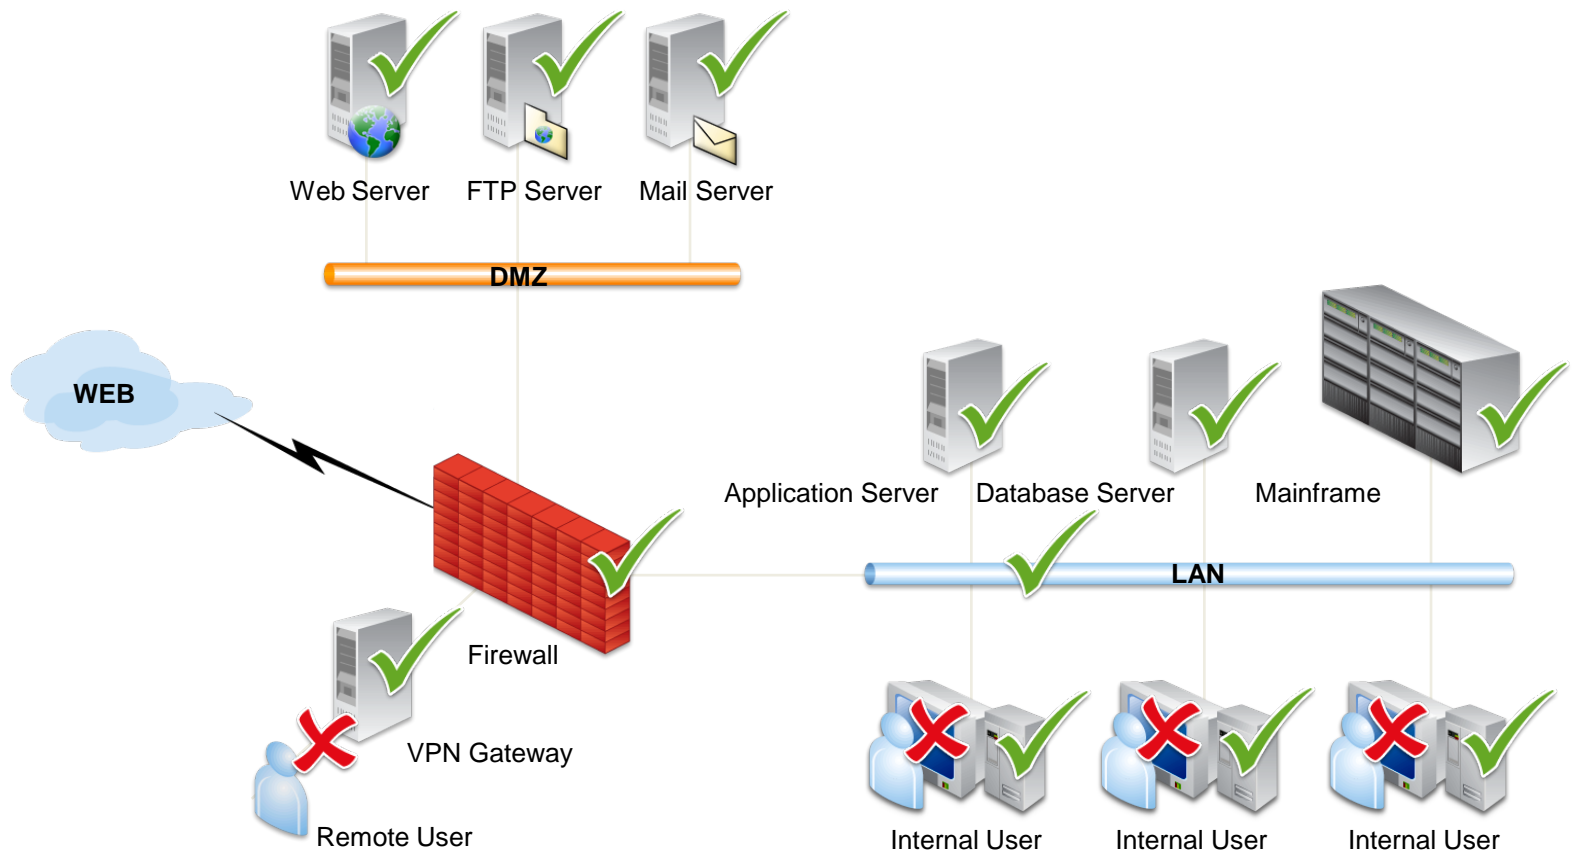 Web Server
FTP Server
Mail Server
DMZ
WEB
Application Server
Database Server
Mainframe
LAN
Firewall
VPN Gateway
Remote User
Internal User
Internal User
Internal User